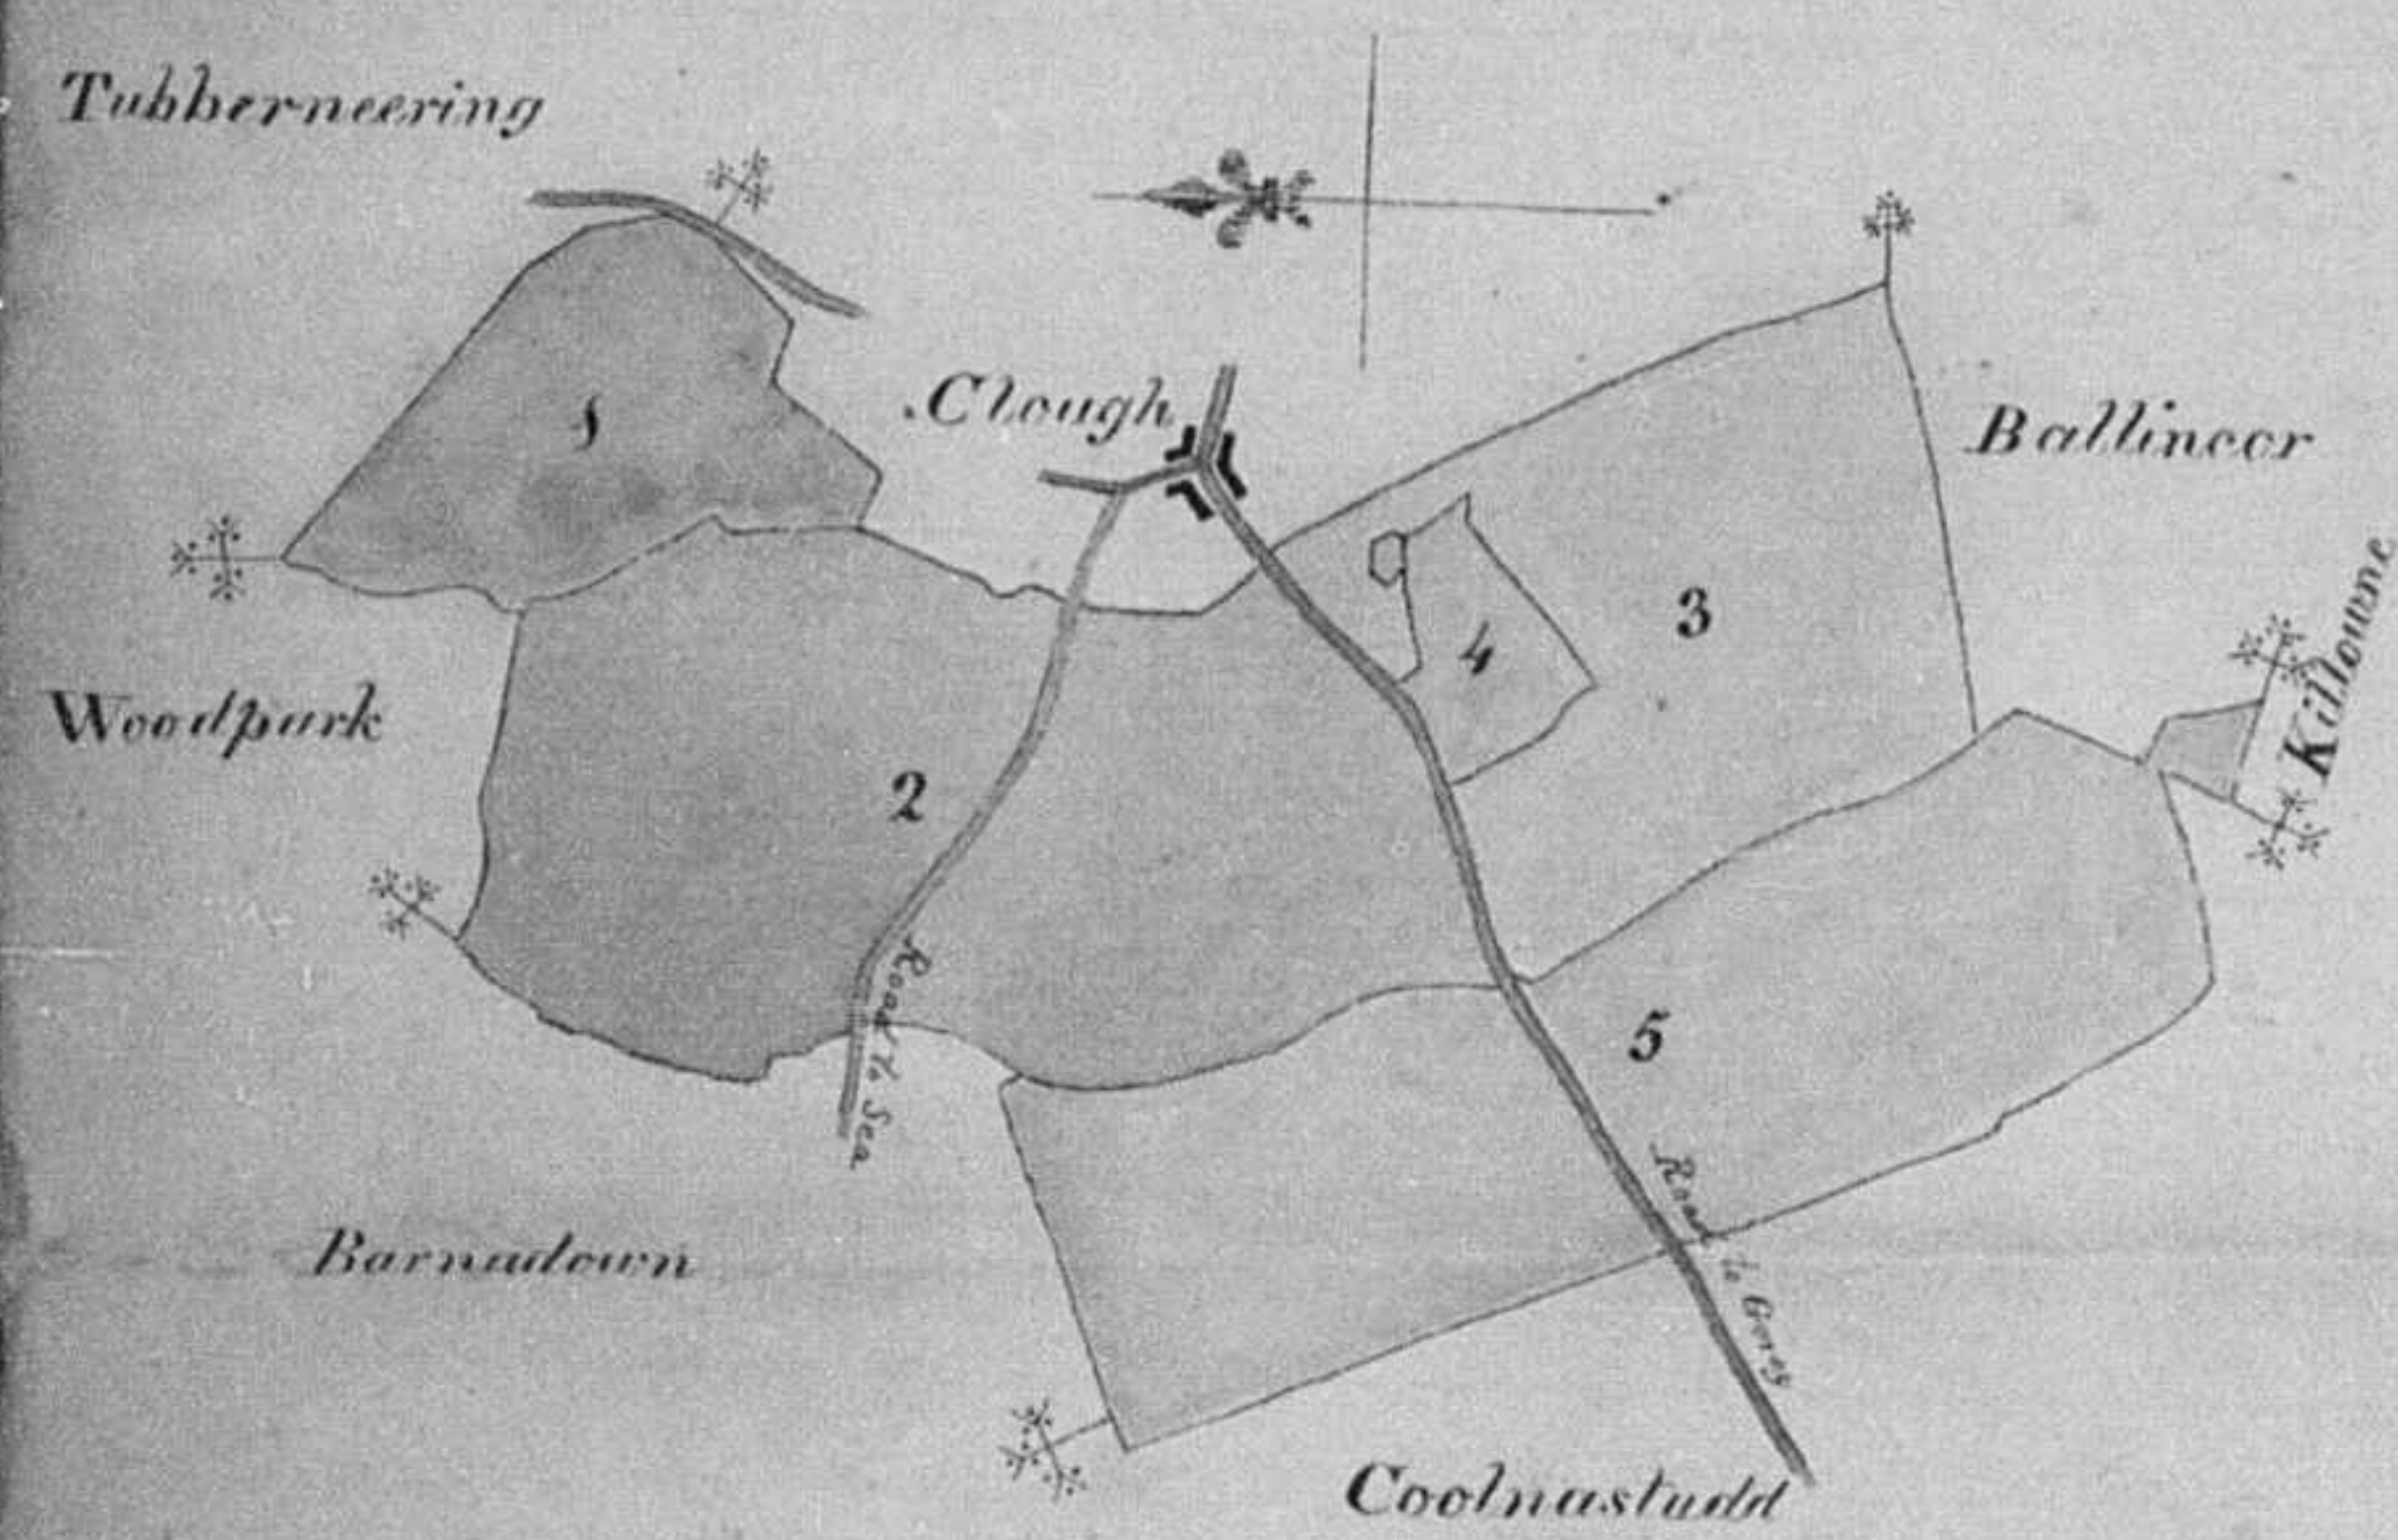 Tubberneering
Clough
Ballincor
1
3
4
Killowne
Woodpark
2
Road to Sea
5
Road to Gorey
Barnadown
Coolnastudd